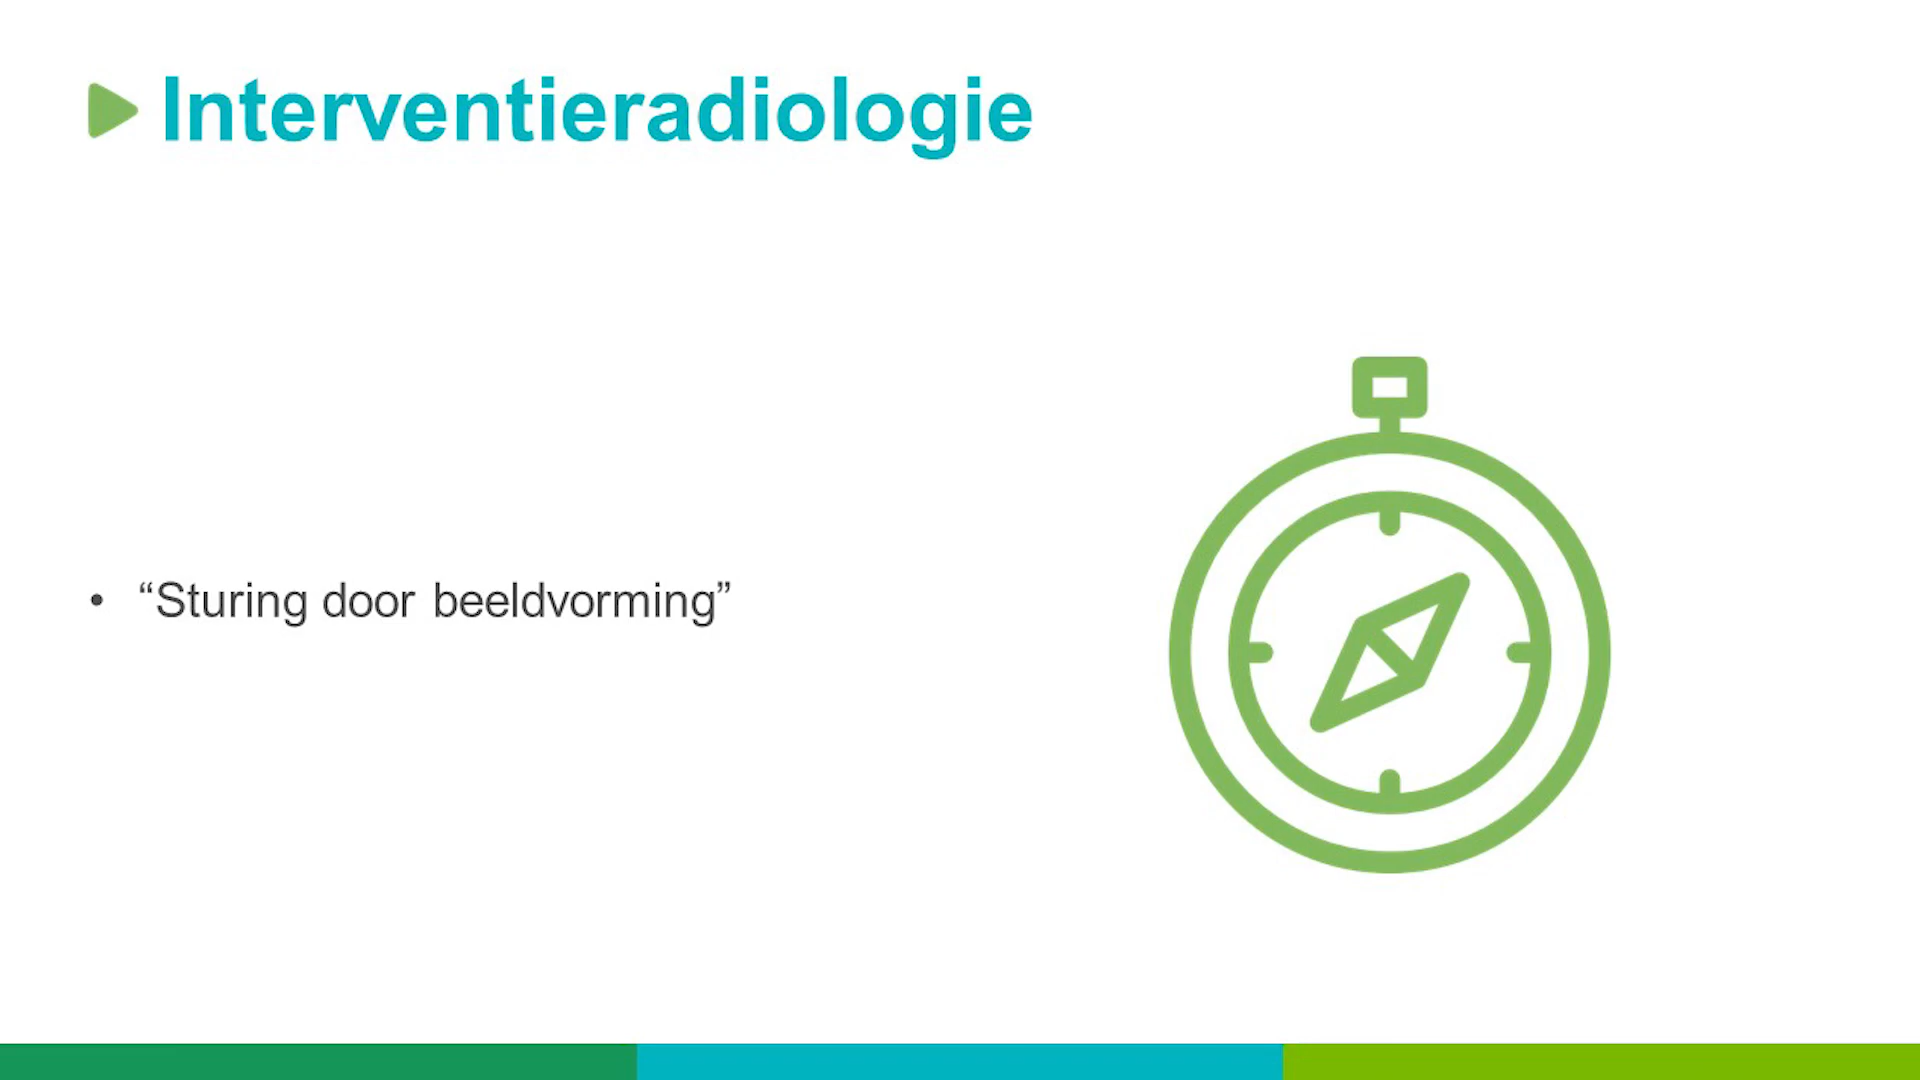 Interventieradiologie
• “Sturing door beeldvorming”